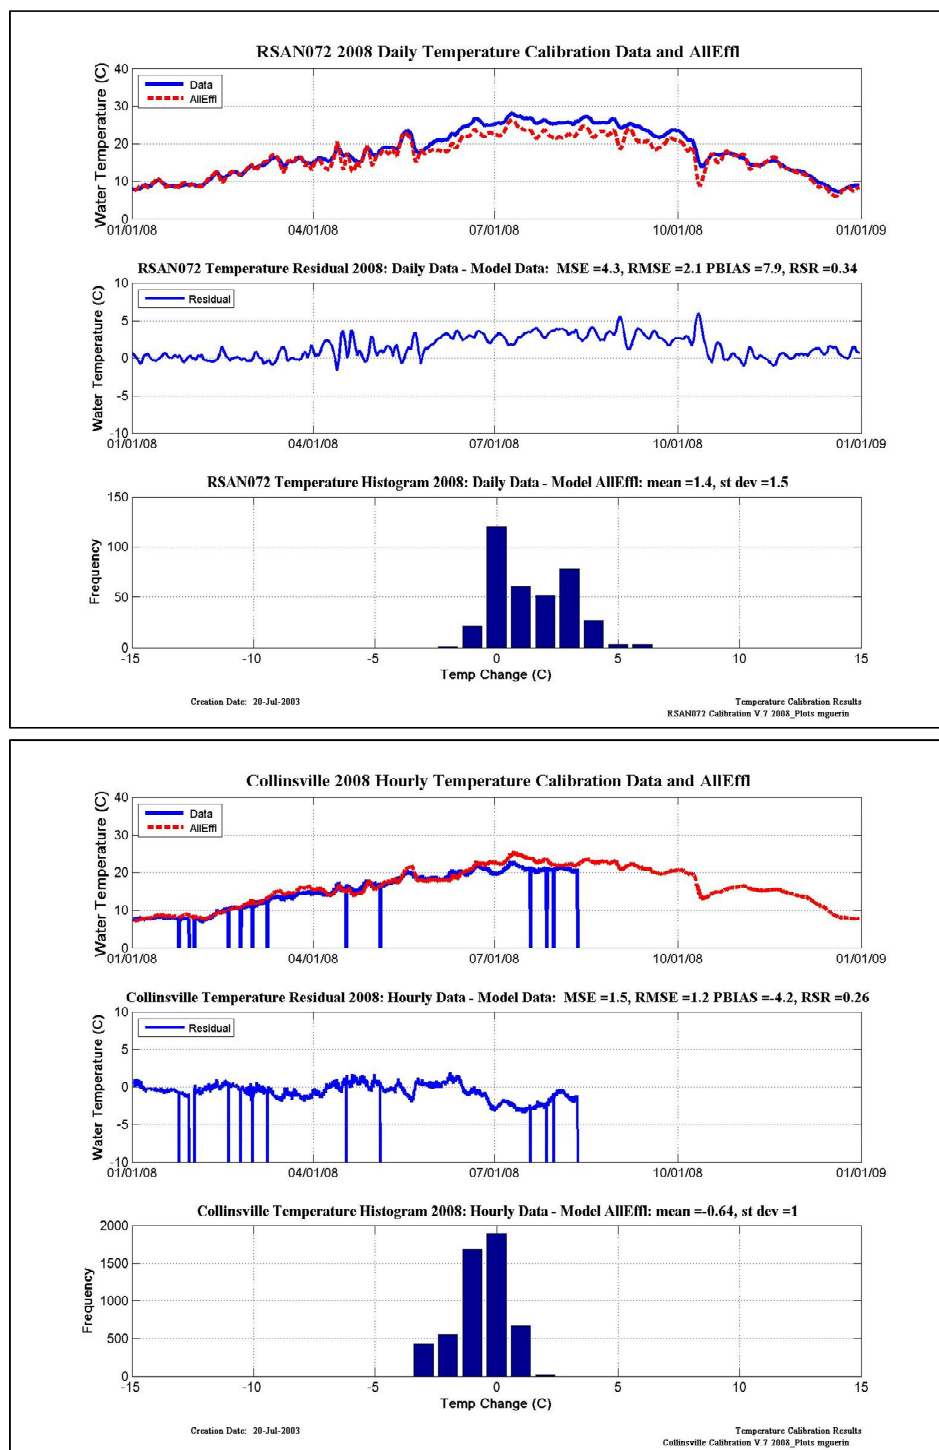 RSAN072 2008 Daily Temperature Calibration Data and AllEffl
Water Temperature (C)
40
30
20
10
0
Data
AllEffl
01/01/08 04/01/08 07/01/08 10/01/08 01/01/09
RSAN072 Temperature Residual 2008: Daily Data - Model Data: MSE =4.3, RMSE =2.1 PBIAS =7.9, RSR =0.34
Water Temperature (C)
10
5
0
-5
-10
Residual
01/01/08 04/01/08 07/01/08 10/01/08 01/01/09
RSAN072 Temperature Histogram 2008: Daily Data - Model AllEffl: mean =1.4, st dev =1.5
Frequency
150
100
50
0
-15 -10 -5 0 5 10 15
Temp Change (C)
Creation Date: 20-Jul-2003
Temperature Calibration Results
RSAN072 Calibration V.7 2008_Plots mguerin
Collinsville 2008 Hourly Temperature Calibration Data and AllEffl
Water Temperature (C)
40
30
20
10
0
Data
AllEffl
01/01/08 04/01/08 07/01/08 10/01/08 01/01/09
Collinsville Temperature Residual 2008: Hourly Data - Model Data: MSE =1.5, RMSE =1.2 PBIAS =-4.2, RSR =0.26
Water Temperature (C)
10
5
0
-5
-10
Residual
01/01/08 04/01/08 07/01/08 10/01/08 01/01/09
Collinsville Temperature Histogram 2008: Hourly Data - Model AllEffl: mean =-0.64, st dev =1
Frequency
2000
1500
1000
500
0
-15 -10 -5 0 5 10 15
Temp Change (C)
Creation Date: 20-Jul-2003
Temperature Calibration Results
Collinsville Calibration V.7 2008_Plots mguerin